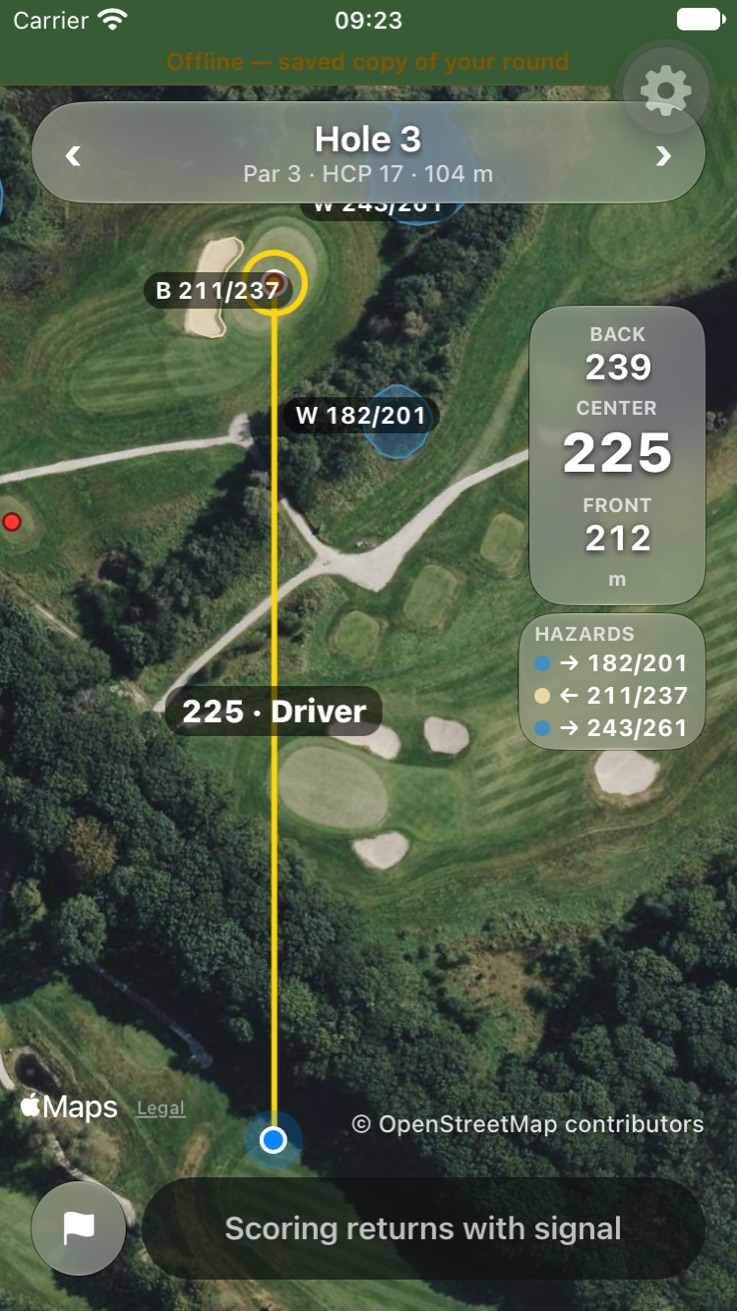 Carrier 09:23
Offline — saved copy of your round
‹ Hole 3 ›
Par 3 · HCP 17 · 104 m
W 243/261
B 211/237
BACK
239
W 182/201
CENTER
225
FRONT
212
m
HAZARDS
→ 182/201
← 211/237
→ 243/261
225 · Driver
Maps Legal
© OpenStreetMap contributors
Scoring returns with signal